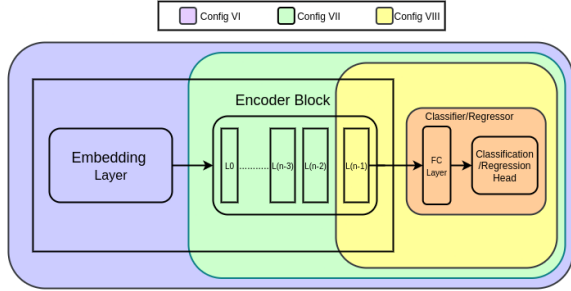 Config VI
Config VII
Config VIII
Encoder Block
Classifier/Regressor
Embedding
Layer
L0
...........
L(n-3)
L(n-2)
L(n-1)
FC
Layer
Classification
/Regression
Head